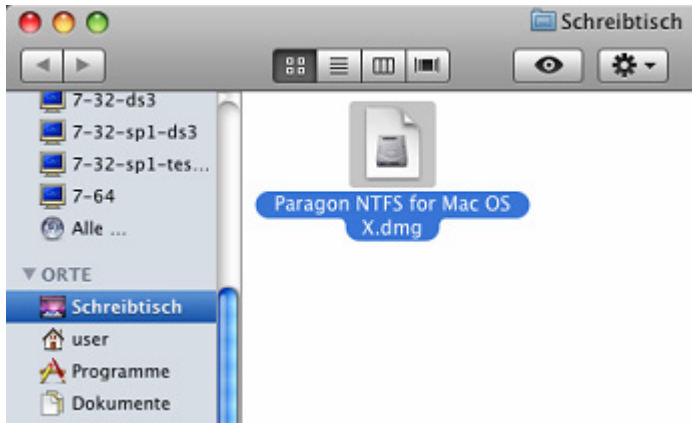 Schreibtisch
7-32-ds3
7-32-sp1-ds3
7-32-sp1-tes...
7-64
Alle ...
ORTE
Schreibtisch
user
Programme
Dokumente
Paragon NTFS for Mac OS
X.dmg